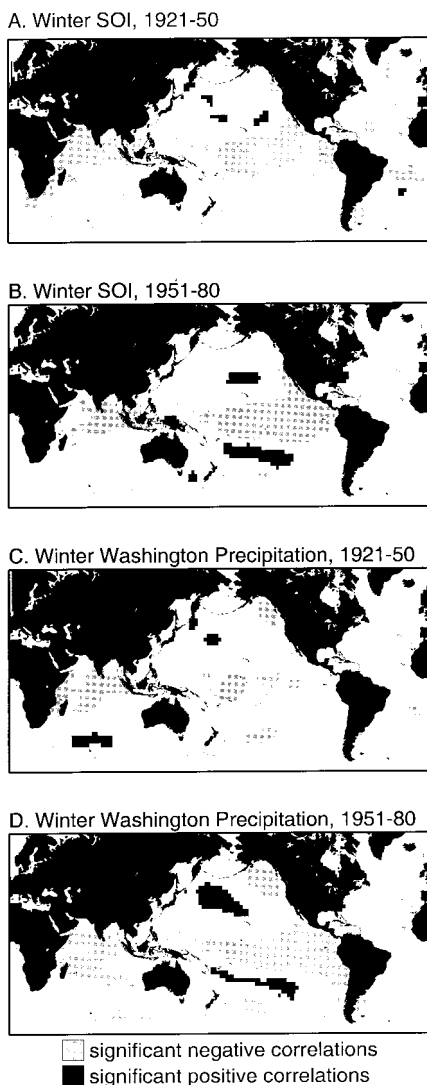 A. Winter SOI, 1921-50
B. Winter SOI, 1951-80
C. Winter Washington Precipitation, 1921-50
D. Winter Washington Precipitation, 1951-80
significant negative correlations
significant positive correlations